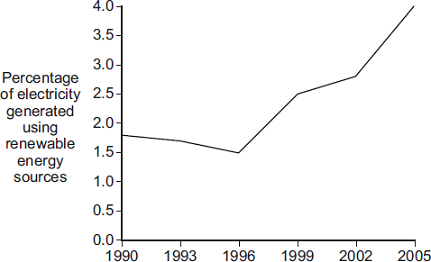 4.0
3.5
3.0
2.5
2.0
1.5
1.0
0.5
0.0
Percentage
of electricity
generated
using
renewable
energy
sources
1990 1993 1996 1999 2002 2005